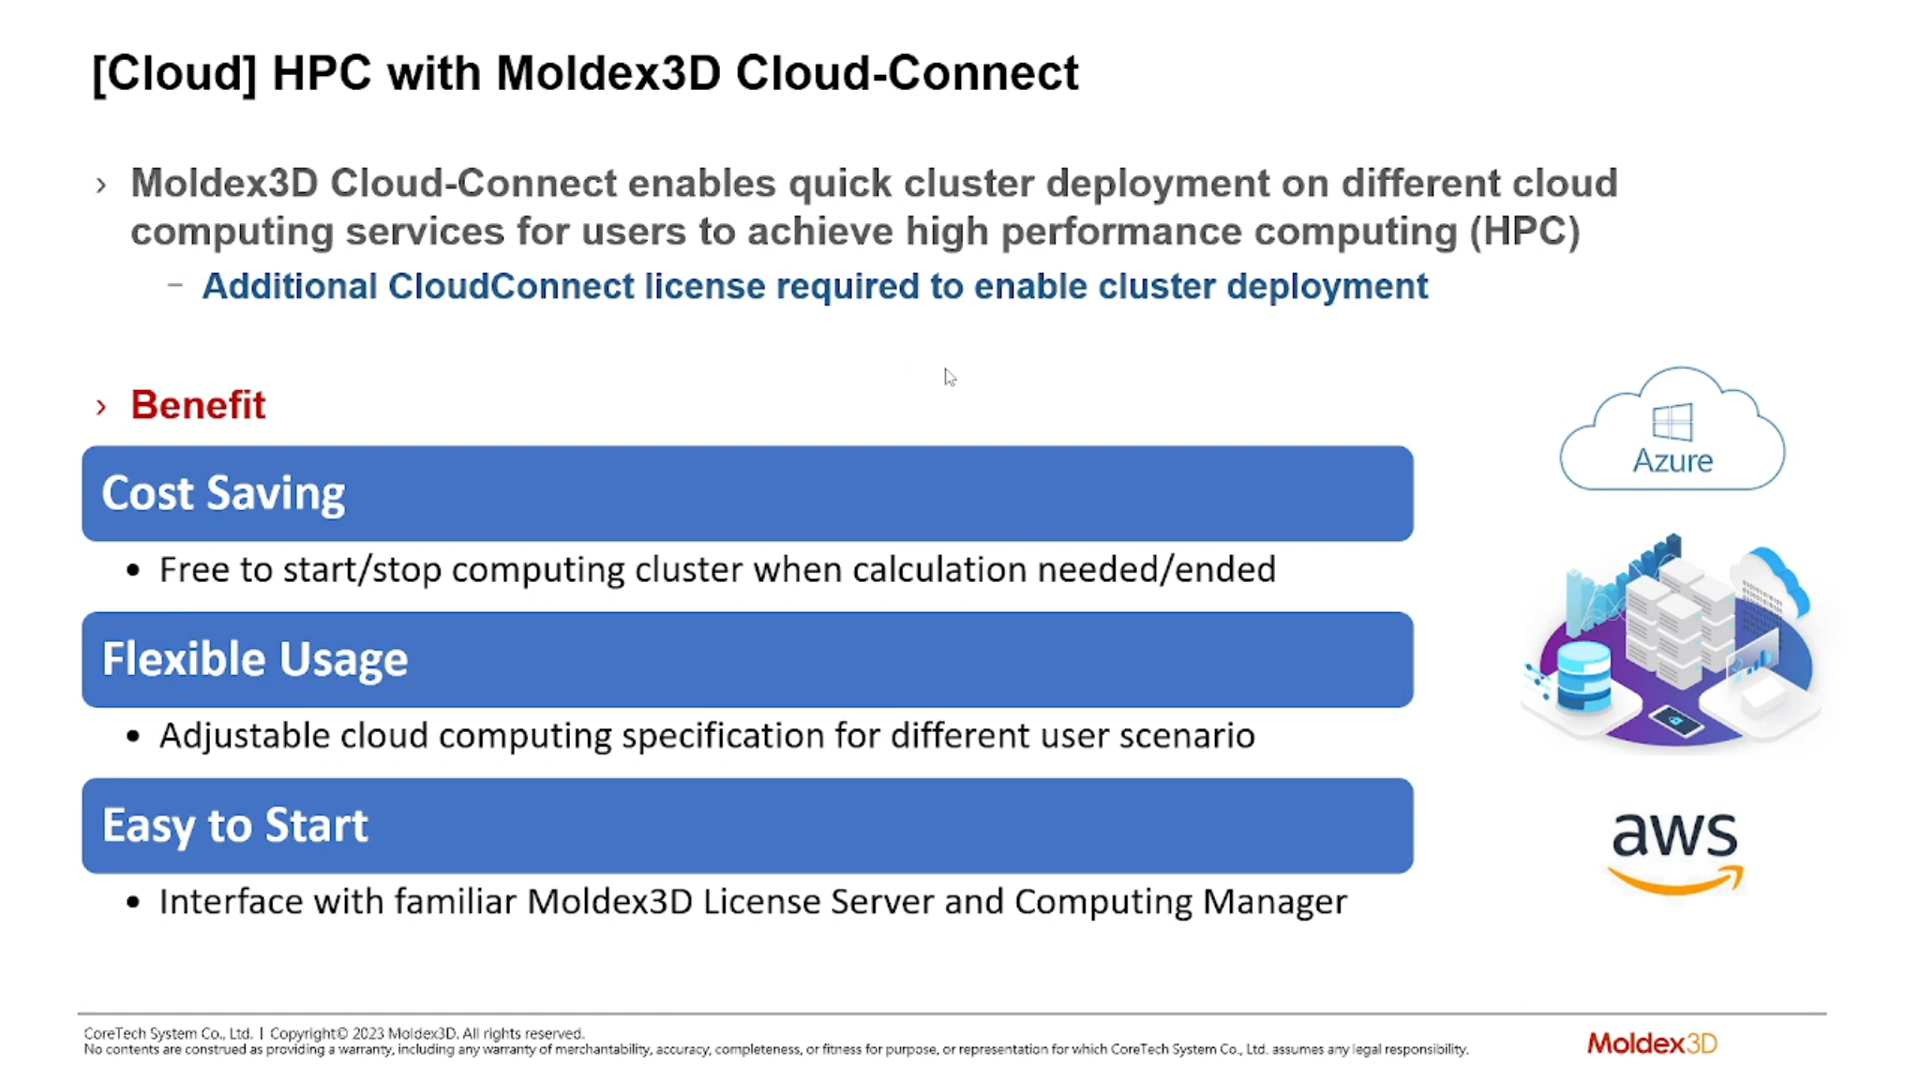 [Cloud] HPC with Moldex3D Cloud-Connect
› Moldex3D Cloud-Connect enables quick cluster deployment on different cloud
computing services for users to achieve high performance computing (HPC)
– Additional CloudConnect license required to enable cluster deployment
› Benefit
Cost Saving
• Free to start/stop computing cluster when calculation needed/ended
Flexible Usage
• Adjustable cloud computing specification for different user scenario
Easy to Start
• Interface with familiar Moldex3D License Server and Computing Manager
Azure
aws
CoreTech System Co., Ltd. | Copyright© 2023 Moldex3D. All rights reserved.
No contents are construed as providing a warranty, including any warranty of merchantability, accuracy, completeness, or fitness for purpose, or representation for which CoreTech System Co., Ltd. assumes any legal responsibility.
Moldex3D